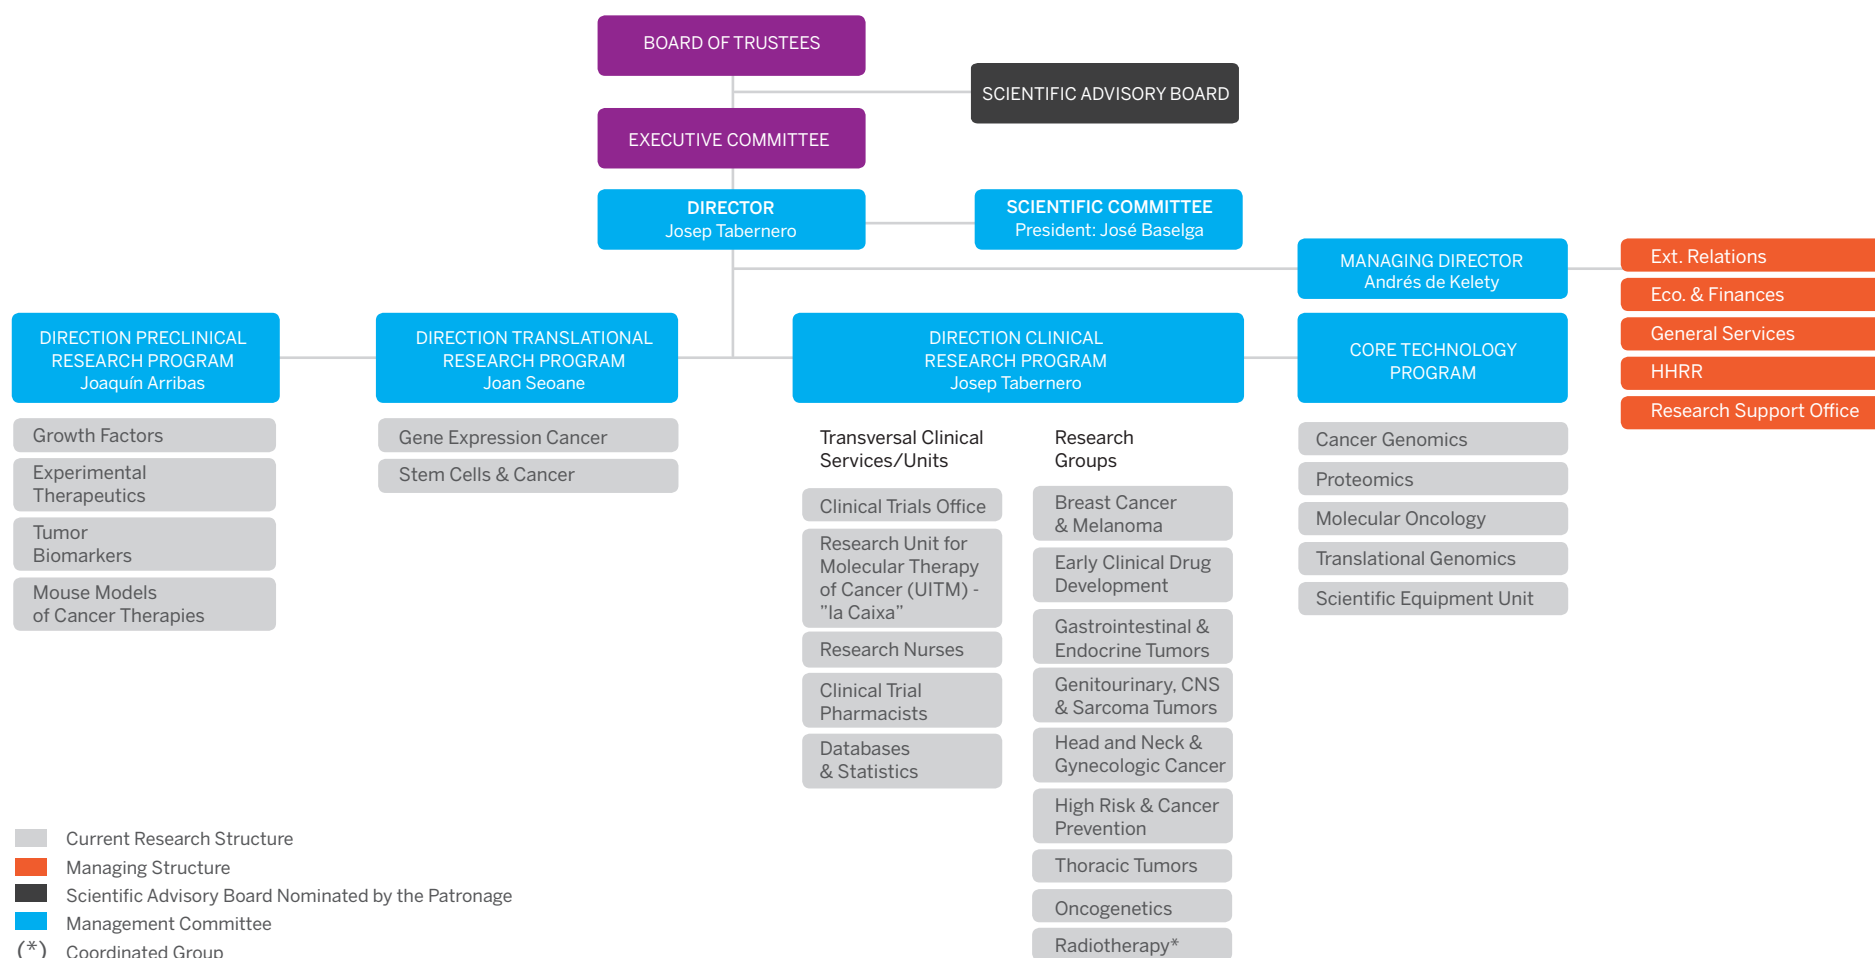 BOARD OF TRUSTEES
SCIENTIFIC ADVISORY BOARD
EXECUTIVE COMMITTEE
DIRECTOR
Josep Tabernero
SCIENTIFIC COMMITTEE
President: José Baselga
MANAGING DIRECTOR
Andrés de Kelety
Ext. Relations
Eco. & Finances
General Services
HHRR
Research Support Office
DIRECTION PRECLINICAL
RESEARCH PROGRAM
Joaquín Arribas
Growth Factors
Experimental
Therapeutics
Tumor
Biomarkers
Mouse Models
of Cancer Therapies
DIRECTION TRANSLATIONAL
RESEARCH PROGRAM
Joan Seoane
Gene Expression Cancer
Stem Cells & Cancer
DIRECTION CLINICAL
RESEARCH PROGRAM
Josep Tabernero
Transversal Clinical
Services/Units
Clinical Trials Office
Research Unit for
Molecular Therapy
of Cancer (UITM) -
”la Caixa”
Research Nurses
Clinical Trial
Pharmacists
Databases
& Statistics
Research
Groups
Breast Cancer
& Melanoma
Early Clinical Drug
Development
Gastrointestinal &
Endocrine Tumors
Genitourinary, CNS
& Sarcoma Tumors
Head and Neck &
Gynecologic Cancer
High Risk & Cancer
Prevention
Thoracic Tumors
Oncogenetics
Radiotherapy*
CORE TECHNOLOGY
PROGRAM
Cancer Genomics
Proteomics
Molecular Oncology
Translational Genomics
Scientific Equipment Unit
Current Research Structure
Managing Structure
Scientific Advisory Board Nominated by the Patronage
Management Committee
(*) Coordinated Group